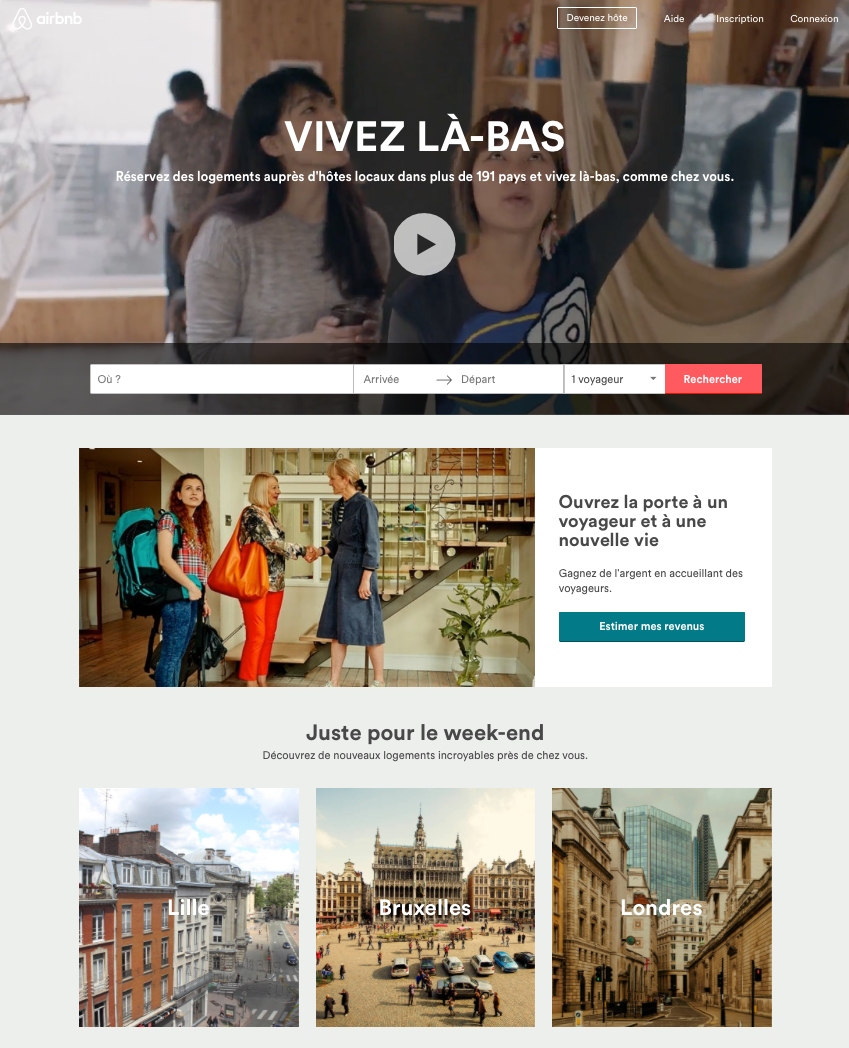 airbnb
Devenez hôte
Aide
Inscription
Connexion
VIVEZ LÀ-BAS
Réservez des logements auprès d'hôtes locaux dans plus de 191 pays et vivez là-bas, comme chez vous.
Où ?
Arrivée
Départ
1 voyageur
Rechercher
Ouvrez la porte à un
voyageur et à une
nouvelle vie
Gagnez de l'argent en accueillant des
voyageurs.
Estimer mes revenus
Juste pour le week-end
Découvrez de nouveaux logements incroyables près de chez vous.
Lille
Bruxelles
Londres